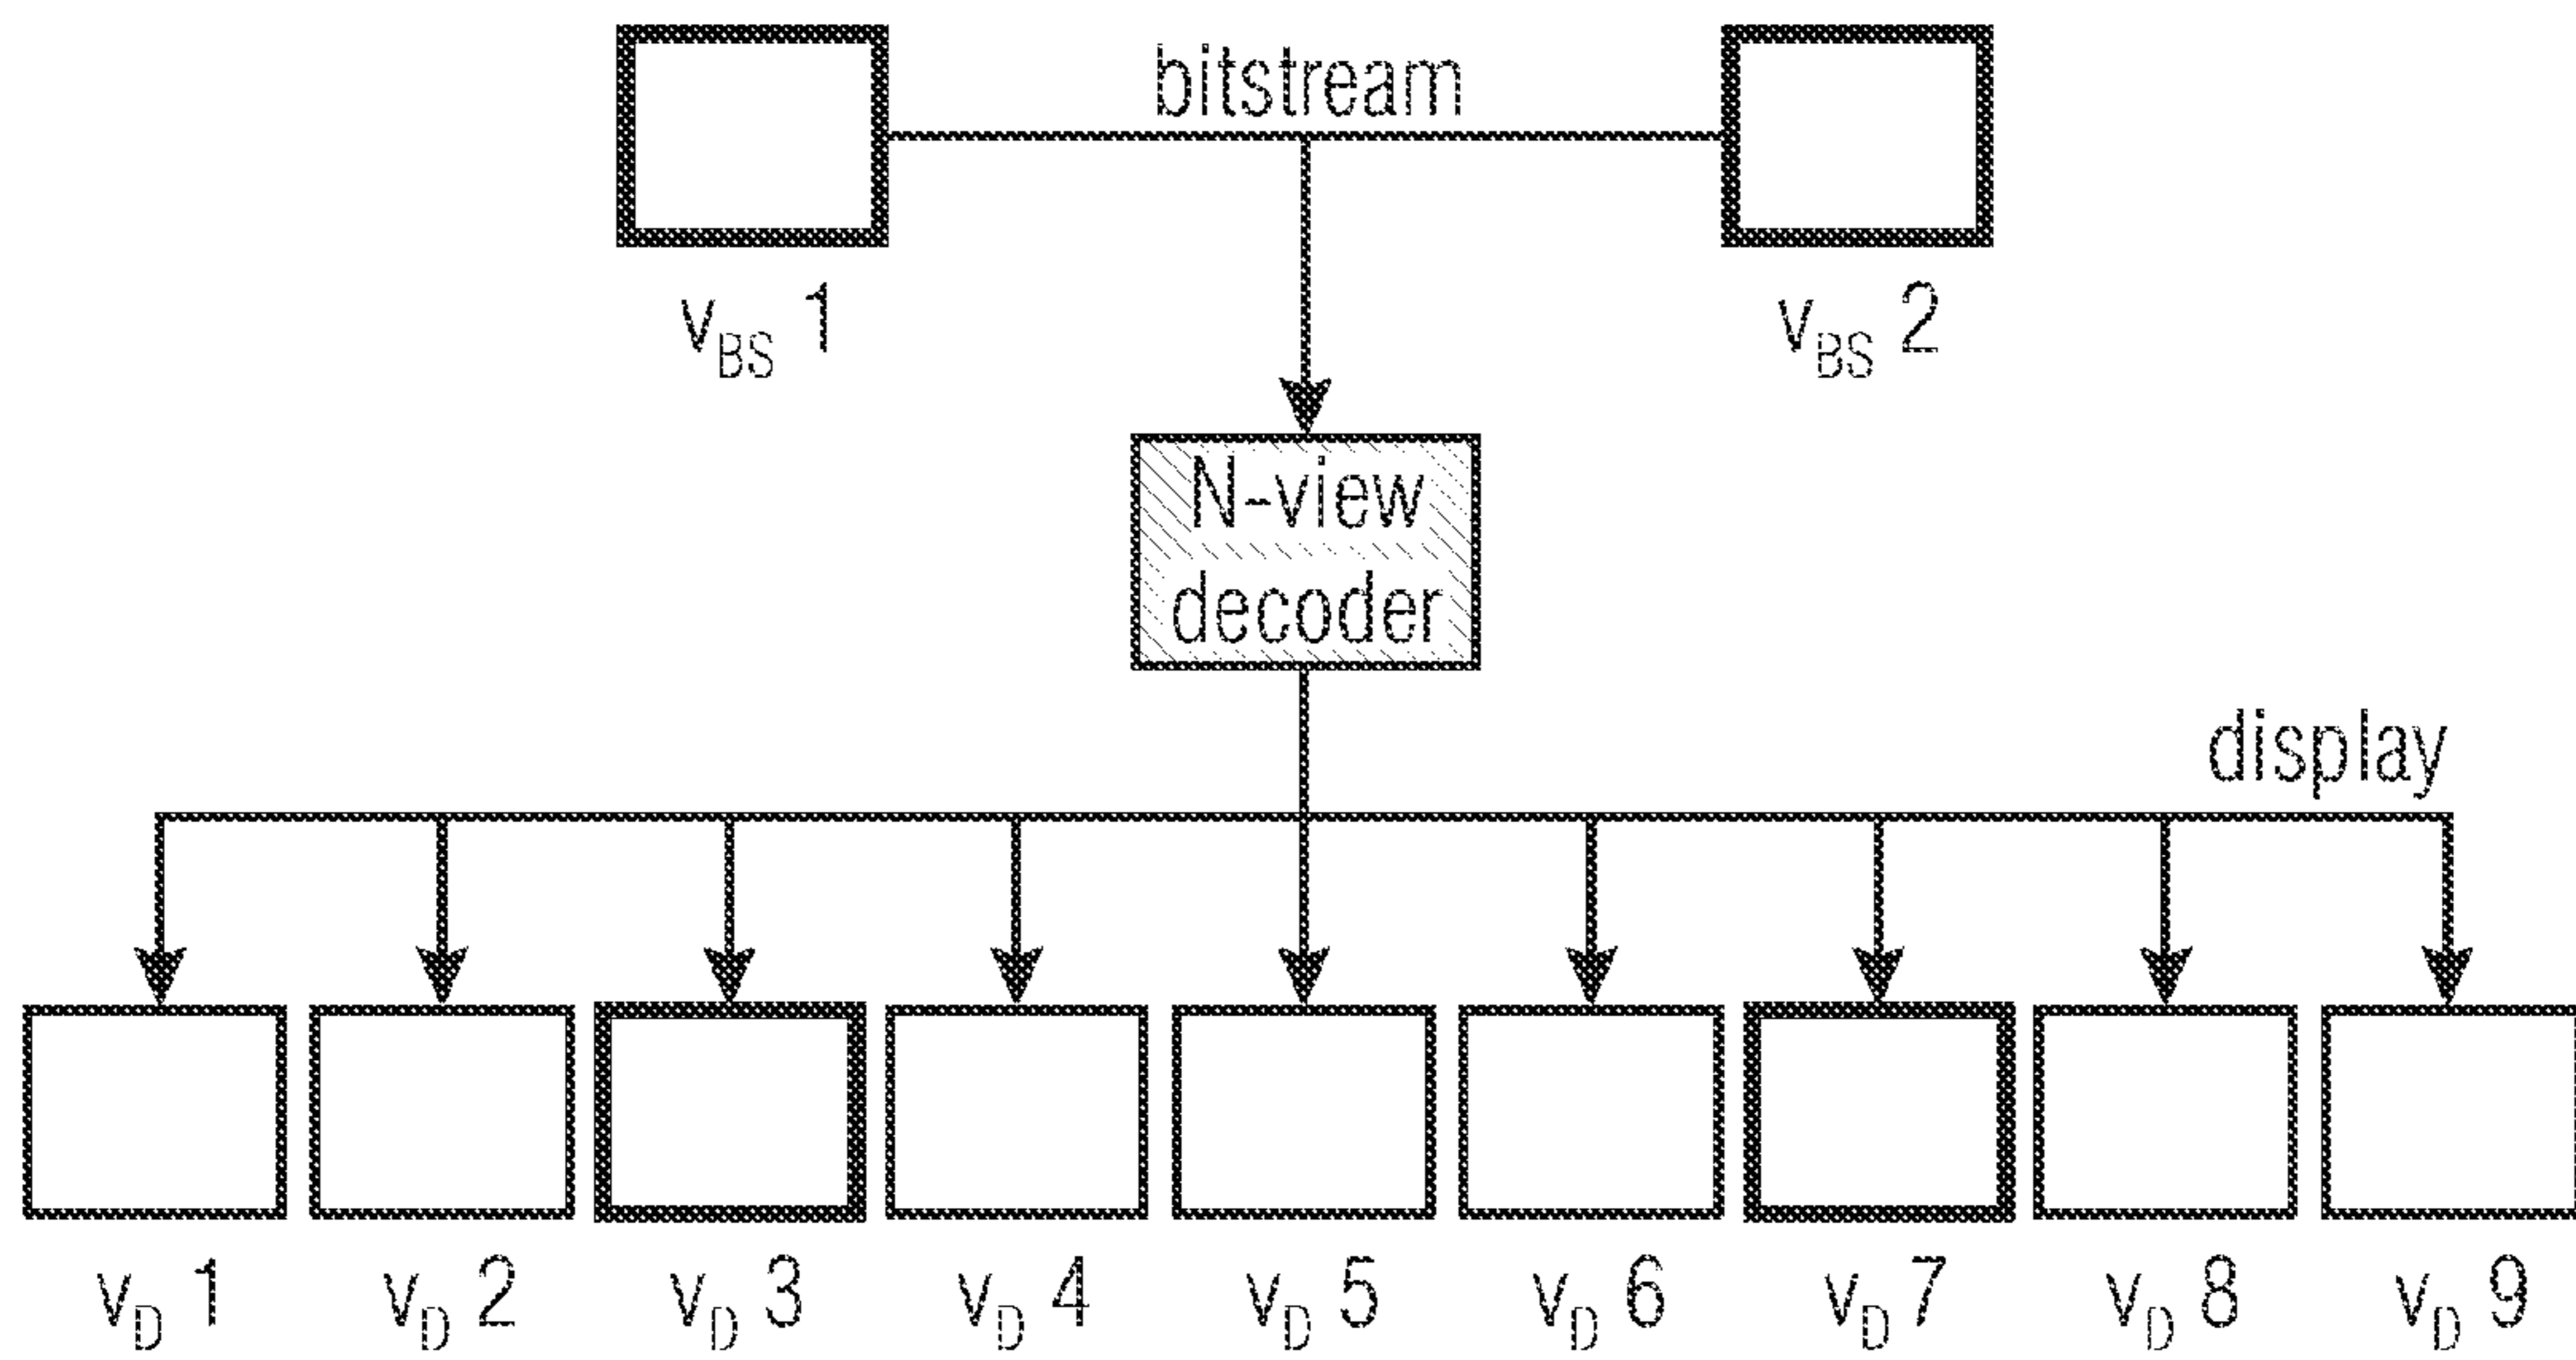 bitstream
v_BS 1
v_BS 2
N-view
decoder
display
v_D 1
v_D 2
v_D 3
v_D 4
v_D 5
v_D 6
v_D 7
v_D 8
v_D 9